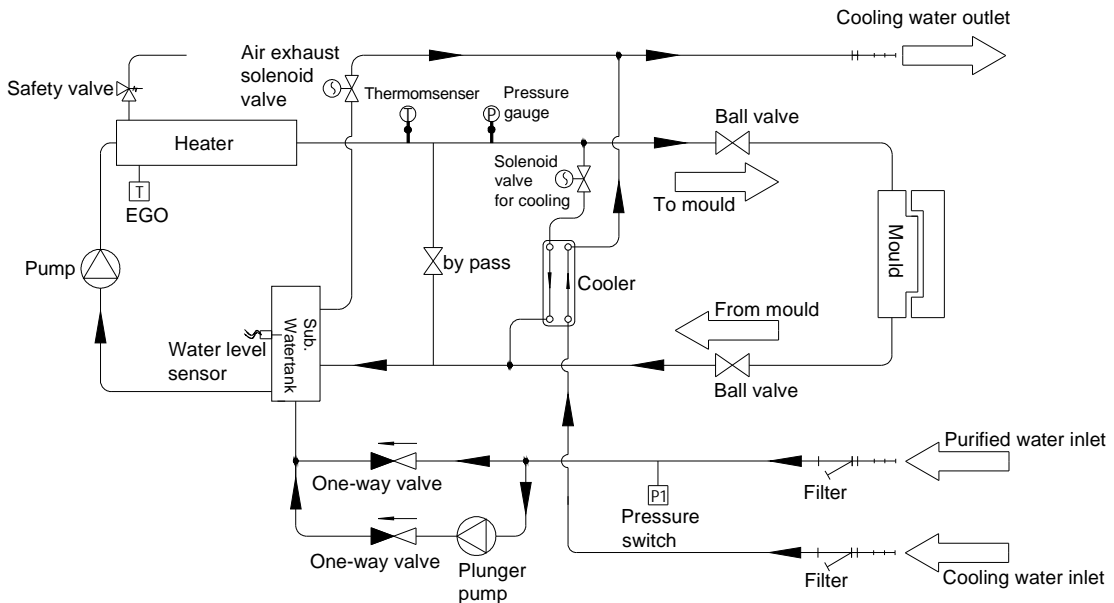 Cooling water outlet
Air exhaust
solenoid
valve
Safety valve
Thermomsenser
Pressure
gauge
T
P
S
Ball valve
Heater
Solenoid
valve
for cooling
S
To mould
T
EGO
Mould
Pump
by pass
Cooler
Sub.
Watertank
From mould
Water level
sensor
Ball valve
Purified water inlet
One-way valve
P1
Filter
Pressure
switch
One-way valve
Plunger
pump
Filter
Cooling water inlet